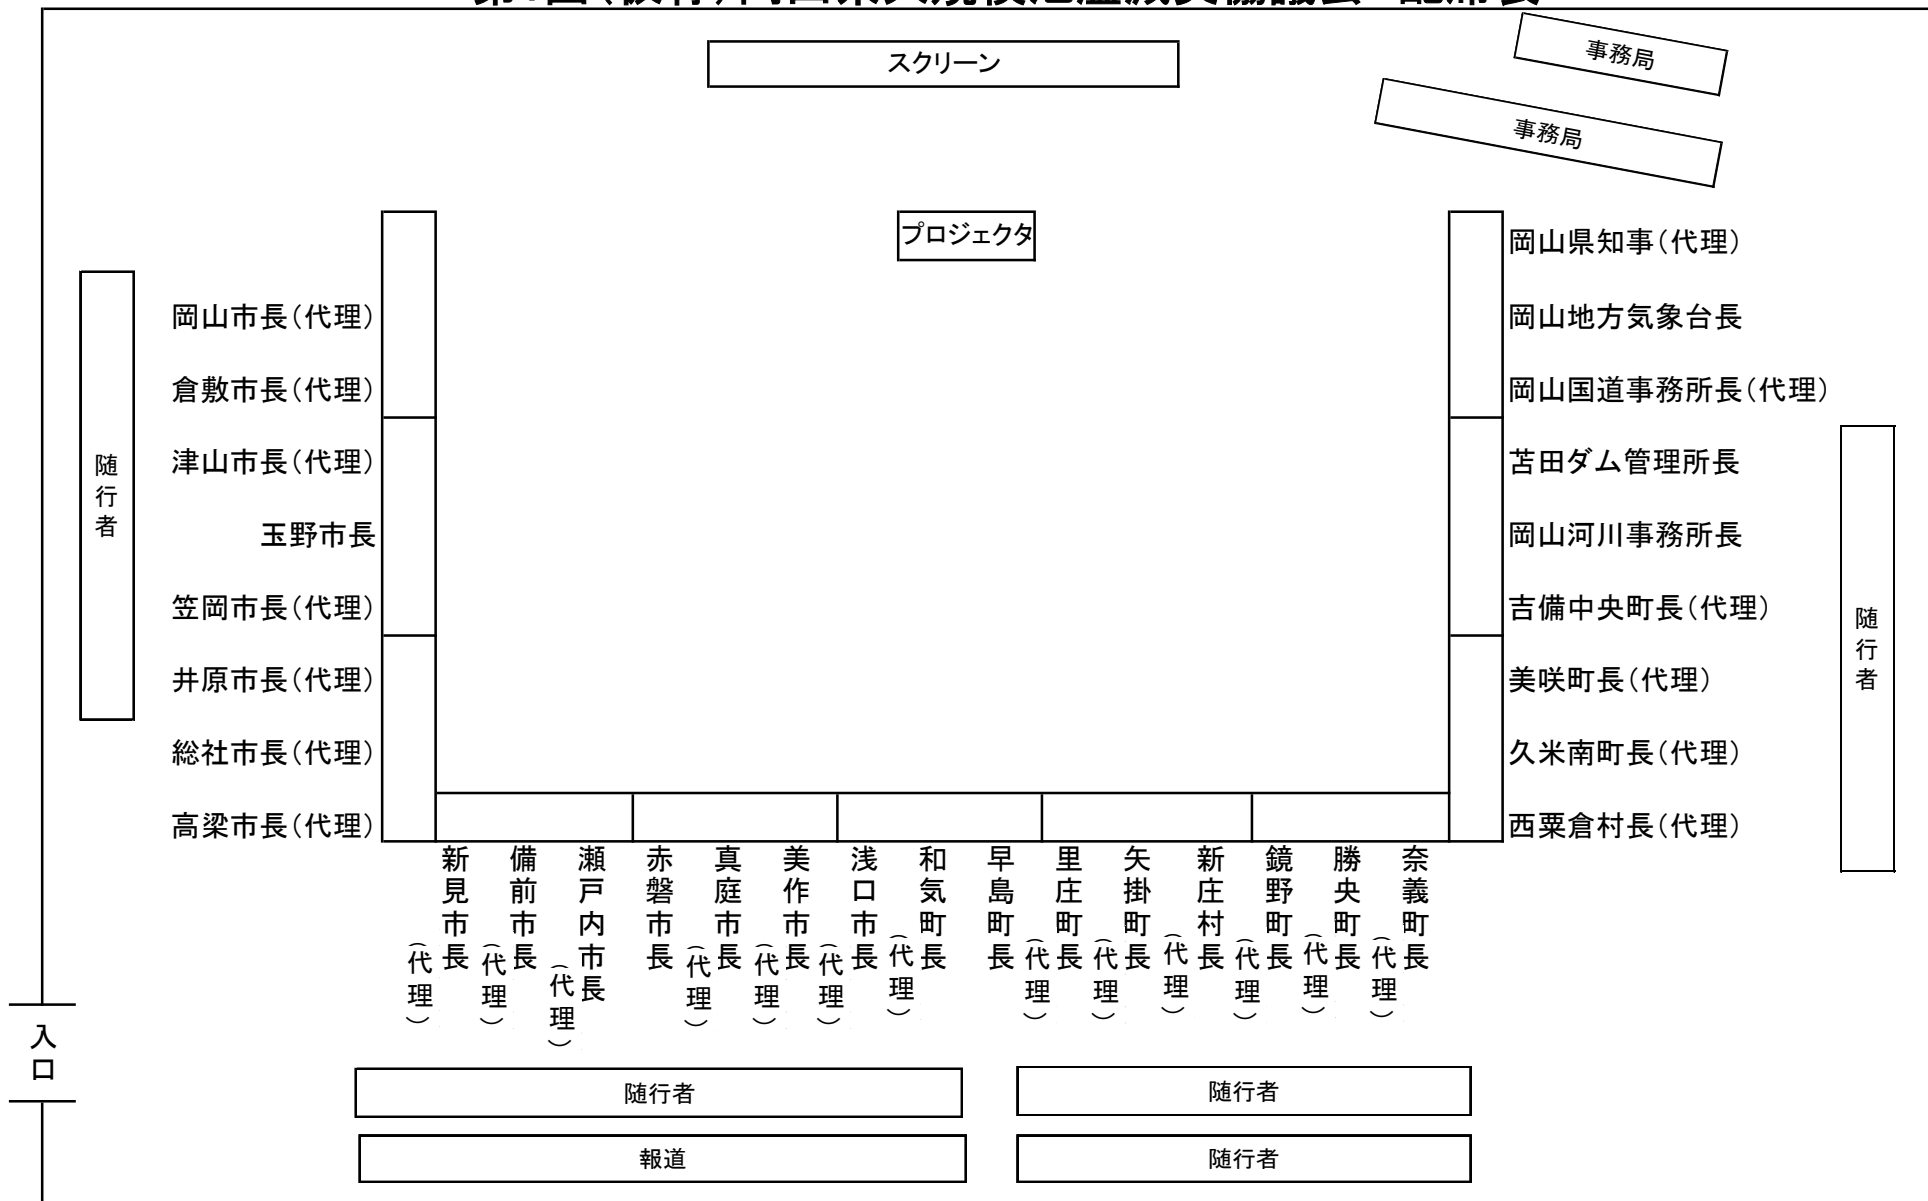 スクリーン
事務局
事務局
プロジェクタ
岡山市長(代理)
倉敷市長(代理)
津山市長(代理)
玉野市長
笠岡市長(代理)
井原市長(代理)
総社市長(代理)
高梁市長(代理)
随行者
岡山県知事(代理)
岡山地方気象台長
岡山国道事務所長(代理)
苫田ダム管理所長
岡山河川事務所長
吉備中央町長(代理)
美咲町長(代理)
久米南町長(代理)
西粟倉村長(代理)
随行者
新見市長(代理)
備前市長(代理)
瀬戸内市長(代理)
赤磐市長
真庭市長(代理)
美作市長(代理)
浅口市長(代理)
和気町長(代理)
早島町長
里庄町長(代理)
矢掛町長(代理)
新庄村長(代理)
鏡野町長(代理)
勝央町長(代理)
奈義町長(代理)
入口
随行者
随行者
報道
随行者